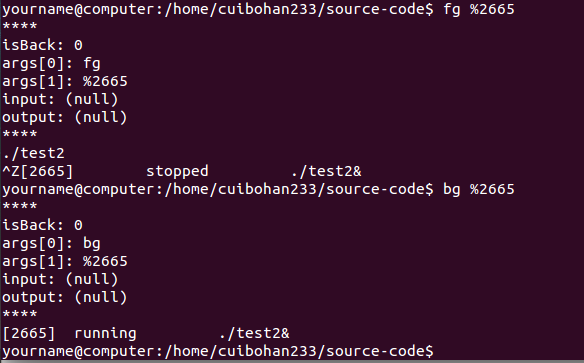 yourname@computer:/home/cuibohan233/source-code$ fg %2665
****
isBack: 0
args[0]: fg
args[1]: %2665
input: (null)
output: (null)
****
./test2
^Z[2665]        stopped         ./test2&
yourname@computer:/home/cuibohan233/source-code$ bg %2665
****
isBack: 0
args[0]: bg
args[1]: %2665
input: (null)
output: (null)
****
[2665]  running         ./test2&
yourname@computer:/home/cuibohan233/source-code$